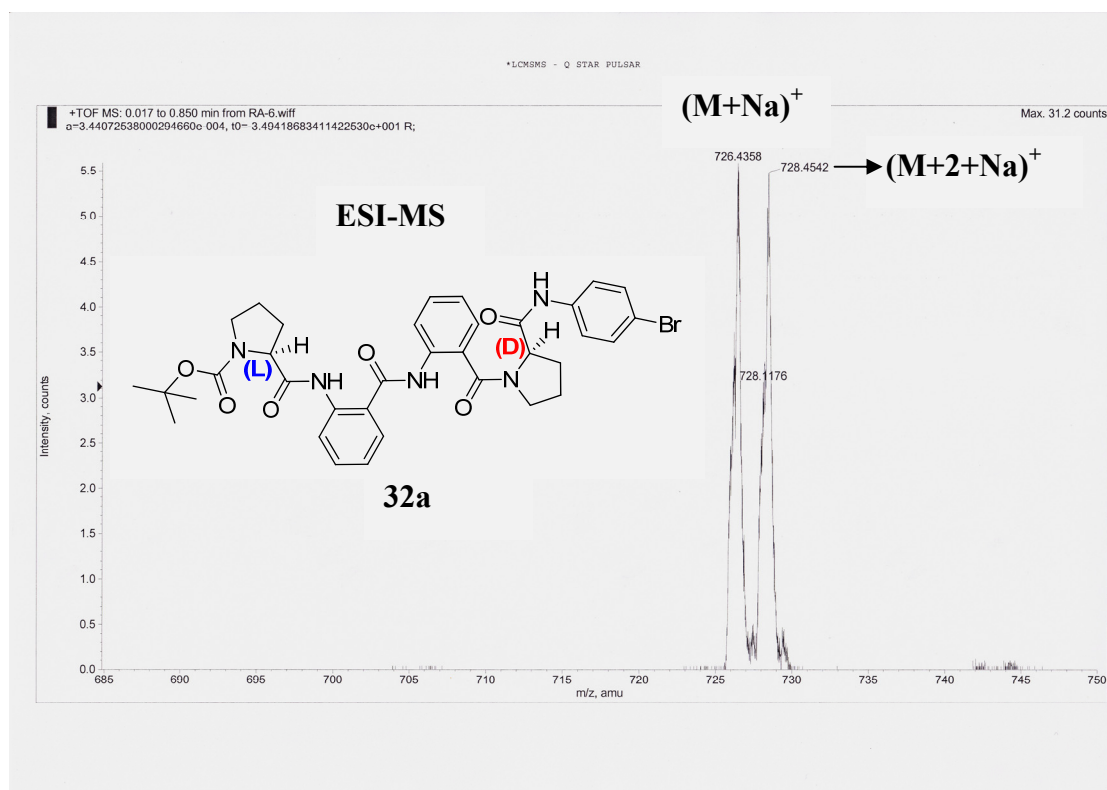 *LCMSMS - Q STAR PULSAR
+TOF MS: 0.017 to 0.850 min from RA-6.wiff
a=3.44072538000294660e-004, t0= 3.49418683411422530e+001 R;
Max. 31.2 counts
(M+Na)+
726.4358
728.4542
(M+2+Na)+
ESI-MS
728.1176
O
N
H
(L)
O
O
NH
O
NH
O
N
H
(D)
H
N
O
Br
O
32a
Intensity, counts
5.5
5.0
4.5
4.0
3.5
3.0
2.5
2.0
1.5
1.0
0.5
0.0
685 690 695 700 705 710 715 720 725 730 735 740 745 750
m/z, amu